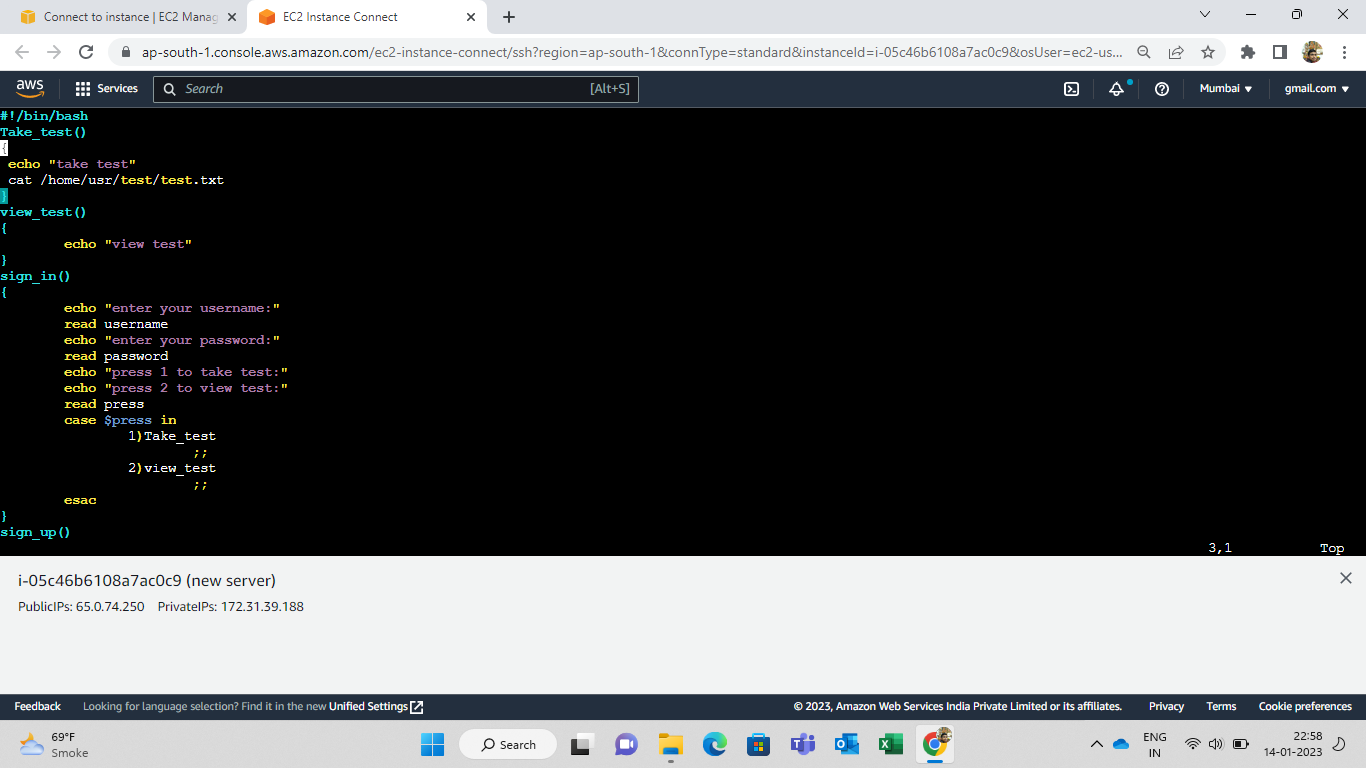 Connect to instance | EC2 Manag
EC2 Instance Connect
ap-south-1.console.aws.amazon.com/ec2-instance-connect/ssh?region=ap-south-1&connType=standard&instanceId=i-05c46b6108a7ac0c9&osUser=ec2-us...
aws
Services
Search
[Alt+S]
Mumbai
gmail.com
#!/bin/bash
Take_test()
{
 echo "take test"
 cat /home/usr/test/test.txt
}
view_test()
{
        echo "view test"
}
sign_in()
{
        echo "enter your username:"
        read username
        echo "enter your password:"
        read password
        echo "press 1 to take test:"
        echo "press 2 to view test:"
        read press
        case $press in
                1)Take_test
                        ;;
                2)view_test
                        ;;
        esac
}
sign_up()
3,1 Top
i-05c46b6108a7ac0c9 (new server)
PublicIPs: 65.0.74.250 PrivateIPs: 172.31.39.188
Feedback
Looking for language selection? Find it in the new Unified Settings
© 2023, Amazon Web Services India Private Limited or its affiliates.
Privacy
Terms
Cookie preferences
69°F
Smoke
Search
ENG
IN
22:58
14-01-2023